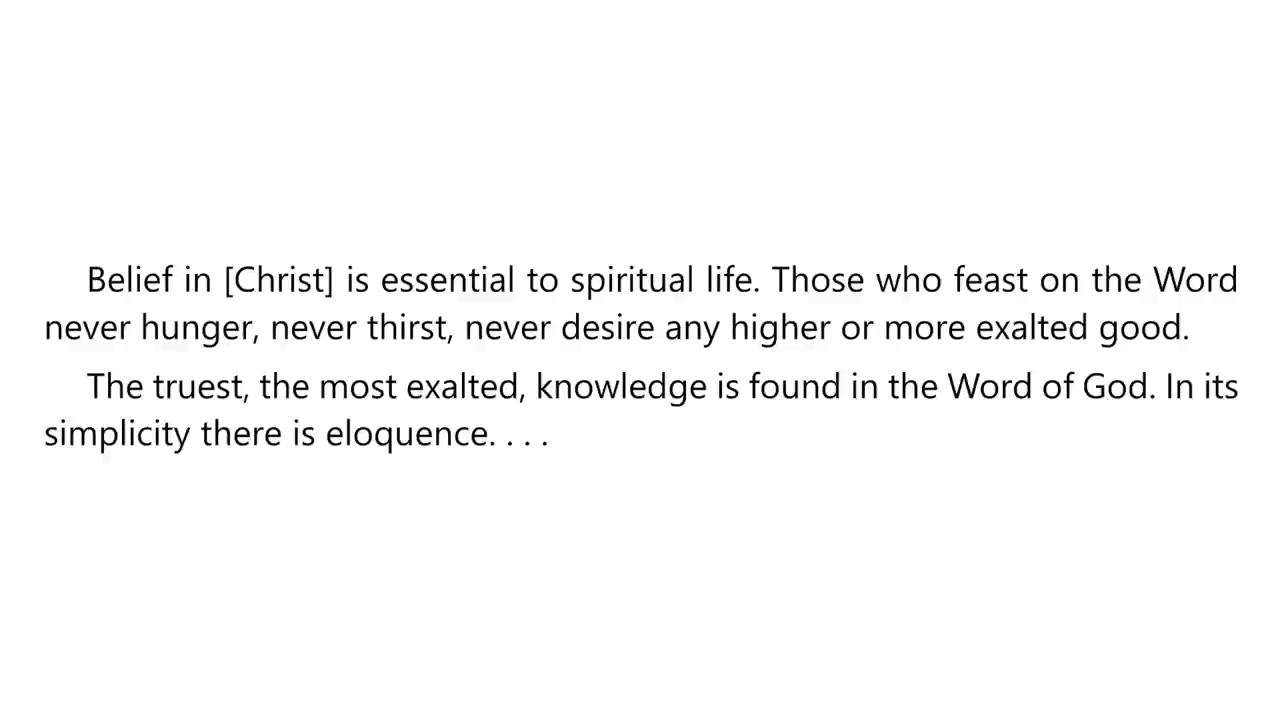 Belief in [Christ] is essential to spiritual life. Those who feast on the Word
never hunger, never thirst, never desire any higher or more exalted good.
The truest, the most exalted, knowledge is found in the Word of God. In its
simplicity there is eloquence. . . .